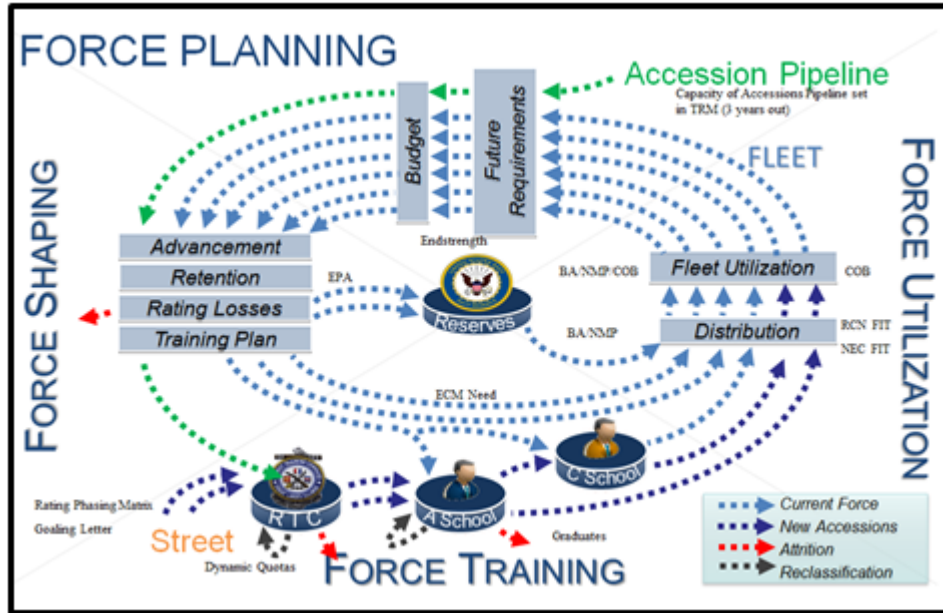 FORCE PLANNING
Accession Pipeline
Capacity of Accessions Pipeline set
in TRM (3 years out)
FLEET
Budget
Future
Requirements
FORCE SHAPING
FORCE UTILIZATION
Advancement
Retention
Rating Losses
Training Plan
EPA
Endstrength
Reserves
BA/NMP/COB
Fleet Utilization
COB
BA/NMP
Distribution
RCN FIT
NEC FIT
ECM Need
C School
A School
RTC
Rating Phasing Matrix
Goaling Letter
Street
Dynamic Quotas
FORCE TRAINING
Graduates
Current Force
New Accessions
Attrition
Reclassification